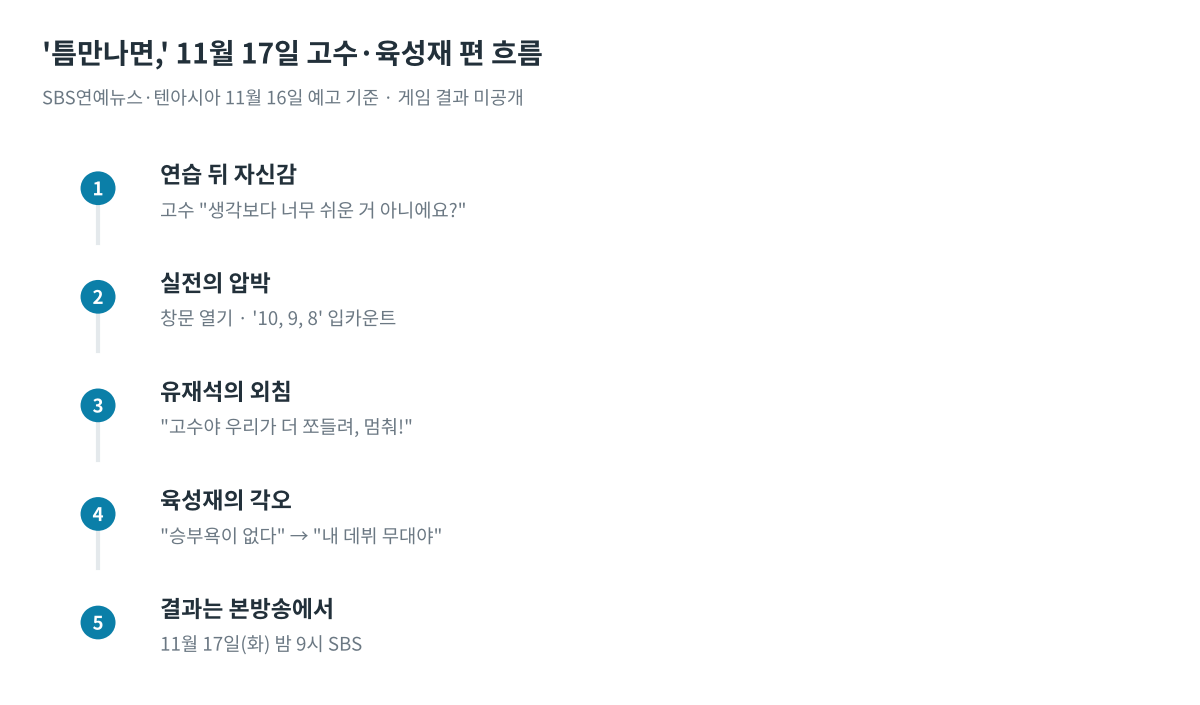 '틈만나면,' 11월 17일 고수·육성재 편 흐름
SBS연예뉴스·텐아시아 11월 16일 예고 기준 · 게임 결과 미공개
1
연습 뒤 자신감
고수 "생각보다 너무 쉬운 거 아니에요?"
2
실전의 압박
창문 열기 · '10, 9, 8' 입카운트
3
유재석의 외침
"고수야 우리가 더 쪼들려, 멈춰!"
4
육성재의 각오
"승부욕이 없다" → "내 데뷔 무대야"
5
결과는 본방송에서
11월 17일(화) 밤 9시 SBS